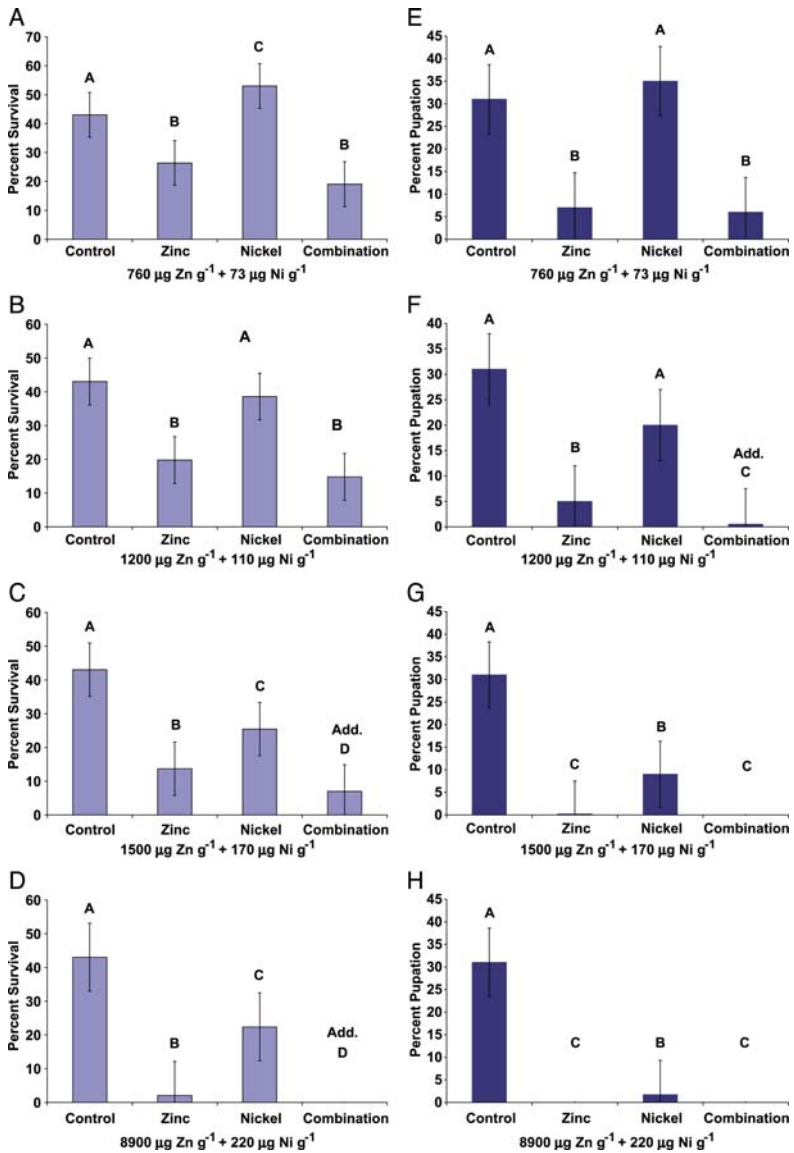 A
Percent Survival
70
60
50
40
30
20
10
0
A
B
C
B
Control Zinc Nickel Combination
760 µg Zn g⁻¹ + 73 µg Ni g⁻¹
E
Percent Pupation
45
40
35
30
25
20
15
10
5
0
A
B
A
B
Control Zinc Nickel Combination
760 µg Zn g⁻¹ + 73 µg Ni g⁻¹
B
Percent Survival
60
50
40
30
20
10
0
A
B
A
B
Control Zinc Nickel Combination
1200 µg Zn g⁻¹ + 110 µg Ni g⁻¹
F
Percent Pupation
40
35
30
25
20
15
10
5
0
A
B
A
Add.
C
Control Zinc Nickel Combination
1200 µg Zn g⁻¹ + 110 µg Ni g⁻¹
C
Percent Survival
60
50
40
30
20
10
0
A
B
C
Add.
D
Control Zinc Nickel Combination
1500 µg Zn g⁻¹ + 170 µg Ni g⁻¹
G
Percent Pupation
45
40
35
30
25
20
15
10
5
0
A
C
B
C
Control Zinc Nickel Combination
1500 µg Zn g⁻¹ + 170 µg Ni g⁻¹
D
Percent Survival
60
50
40
30
20
10
0
A
B
C
Add.
D
Control Zinc Nickel Combination
8900 µg Zn g⁻¹ + 220 µg Ni g⁻¹
H
Percent Pupation
45
40
35
30
25
20
15
10
5
0
A
C
B
C
Control Zinc Nickel Combination
8900 µg Zn g⁻¹ + 220 µg Ni g⁻¹